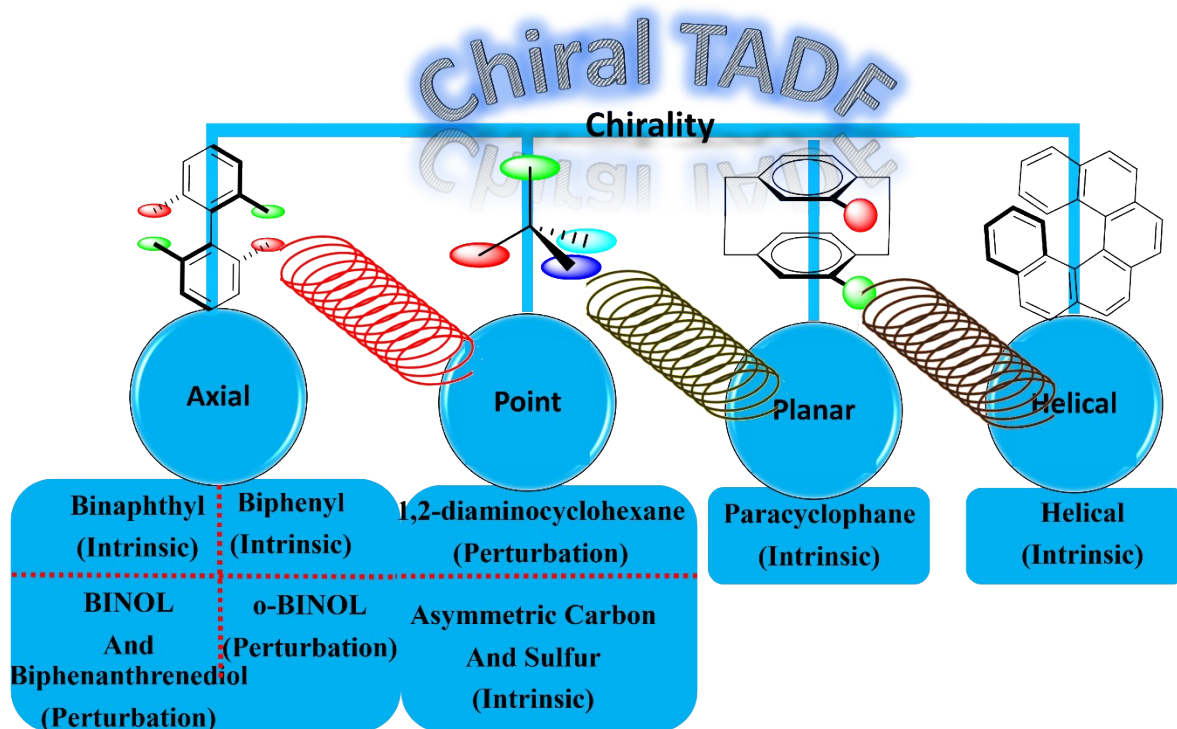 Chiral TADF
Chirality
Axial
Point
Planar
Helical
Binaphthyl
(Intrinsic)
Biphenyl
(Intrinsic)
BINOL
And
Biphenanthrenediol
(Perturbation)
o-BINOL
(Perturbation)
1,2-diaminocyclohexane
(Perturbation)
Asymmetric Carbon
And Sulfur
(Intrinsic)
Paracyclophane
(Intrinsic)
Helical
(Intrinsic)